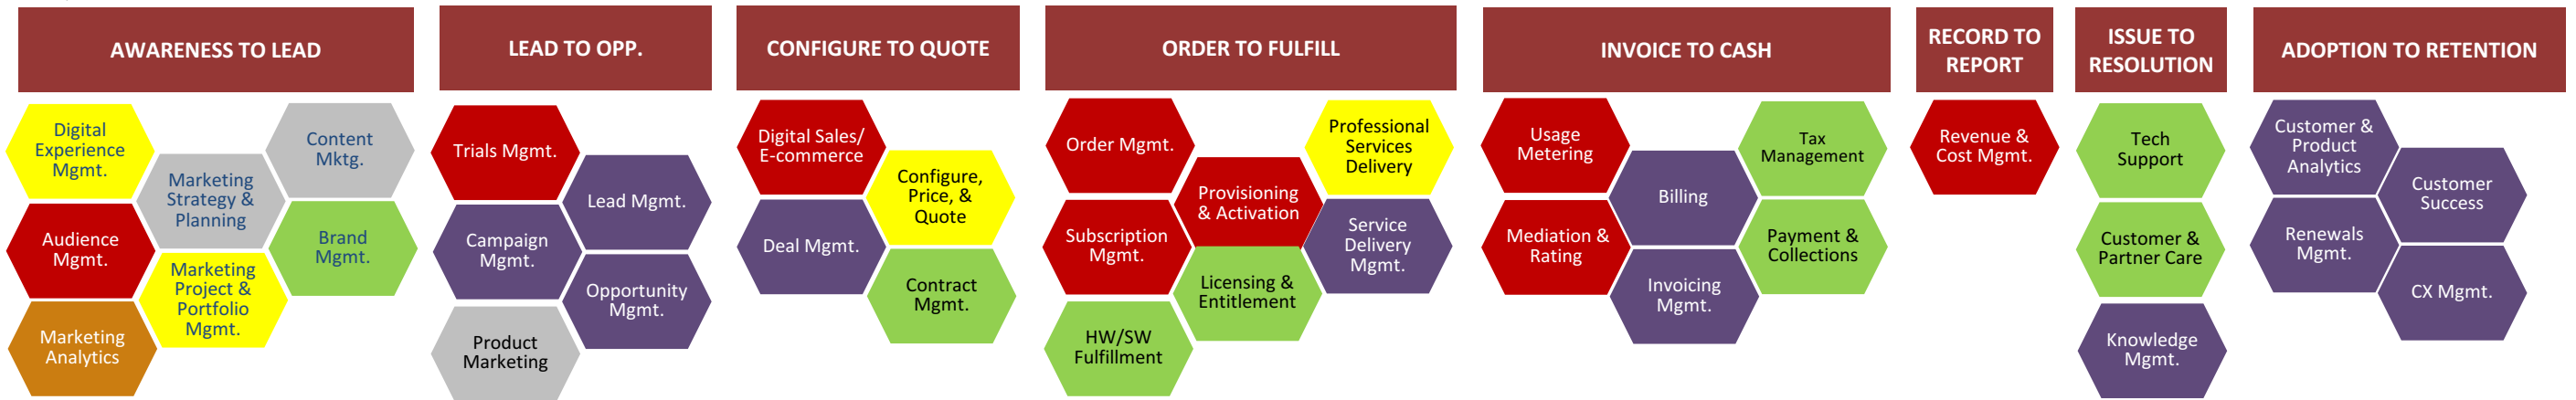 AWARENESS TO LEAD
Digital
Experience
Mgmt.
Content
Mktg.
Marketing
Strategy &
Planning
Audience
Mgmt.
Brand
Mgmt.
Marketing
Project &
Portfolio
Mgmt.
Marketing
Analytics
LEAD TO OPP.
Trials Mgmt.
Lead Mgmt.
Campaign
Mgmt.
Opportunity
Mgmt.
Product
Marketing
CONFIGURE TO QUOTE
Digital Sales/
E-commerce
Configure,
Price, &
Quote
Deal Mgmt.
Contract
Mgmt.
ORDER TO FULFILL
Order Mgmt.
Professional
Services
Delivery
Provisioning
& Activation
Subscription
Mgmt.
Service
Delivery
Mgmt.
Licensing &
Entitlement
HW/SW
Fulfillment
INVOICE TO CASH
Usage
Metering
Tax
Management
Billing
Mediation &
Rating
Payment &
Collections
Invoicing
Mgmt.
RECORD TO
REPORT
Revenue &
Cost Mgmt.
ISSUE TO
RESOLUTION
Tech
Support
Customer &
Partner Care
Knowledge
Mgmt.
ADOPTION TO RETENTION
Customer &
Product
Analytics
Customer
Success
Renewals
Mgmt.
CX Mgmt.